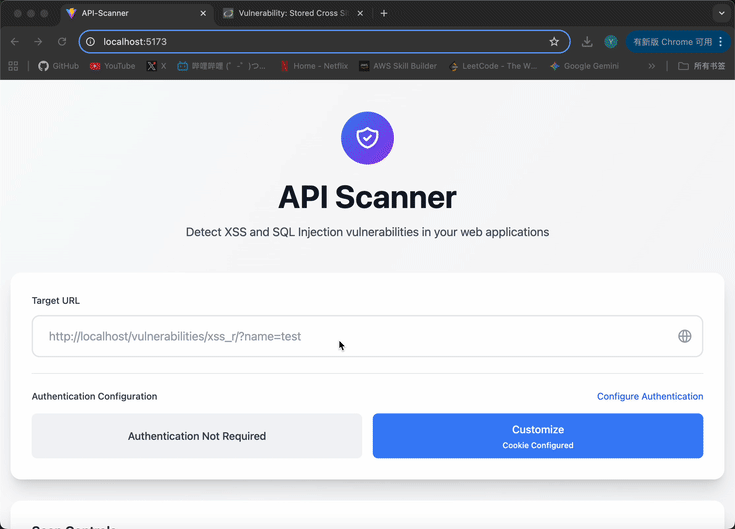 API-Scanner
Vulnerability: Stored Cross Si
localhost:5173
Y
有新版 Chrome 可用
GitHub
YouTube
X
哔哩哔哩 (゜-゜)つ...
Home - Netflix
AWS Skill Builder
LeetCode - The W...
Google Gemini
所有书签
API Scanner
Detect XSS and SQL Injection vulnerabilities in your web applications
Target URL
http://localhost/vulnerabilities/xss_r/?name=test
Authentication Configuration
Configure Authentication
Authentication Not Required
Customize
Cookie Configured
Scan Controls